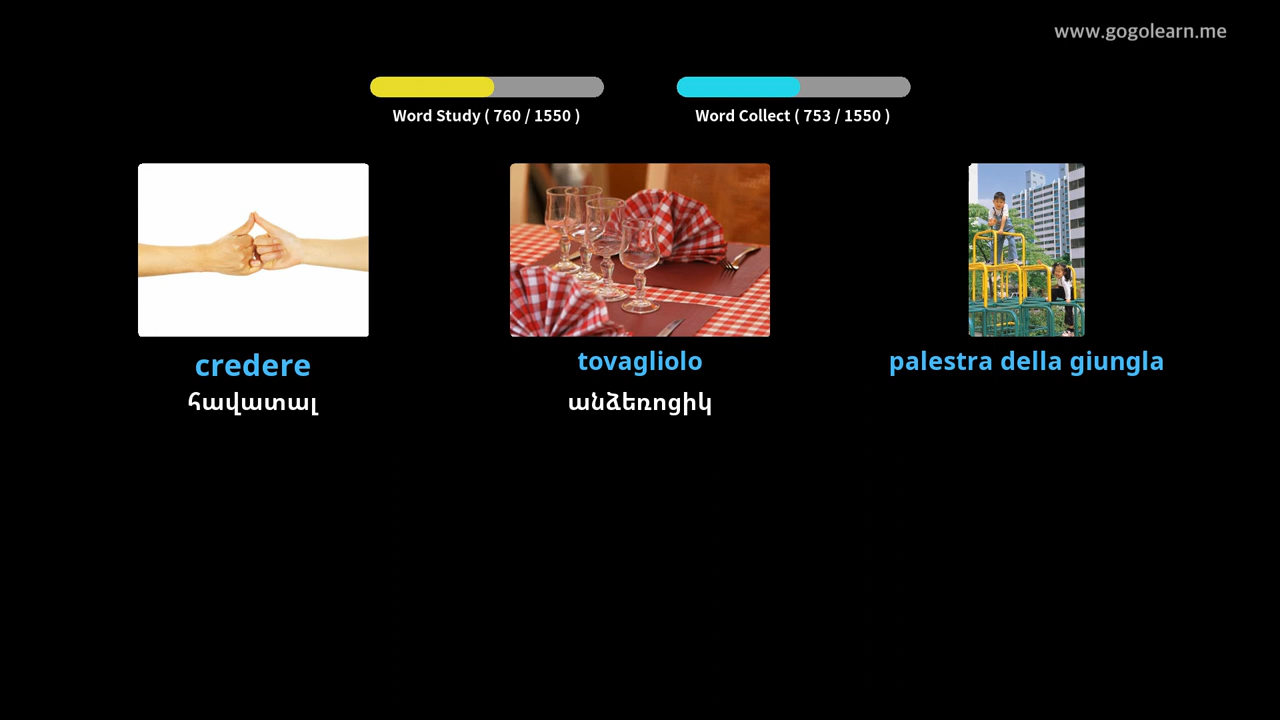 www.gogolearn.me
Word Study ( 760 / 1550 )
Word Collect ( 753 / 1550 )
credere
հավատալ
tovagliolo
անձեռոցիկ
palestra della giungla